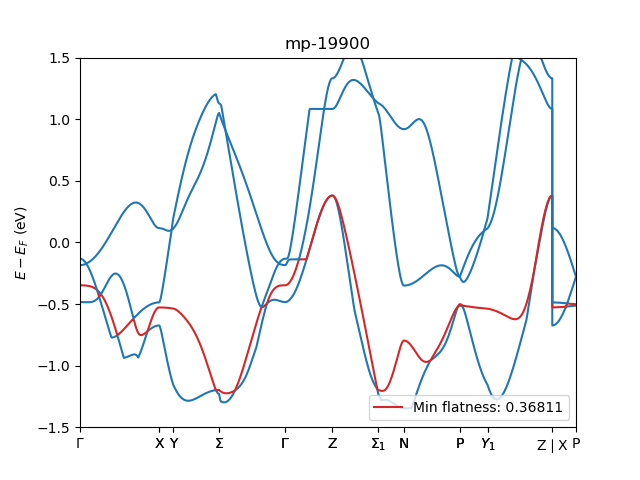 mp-19900
E − E_F (eV)
1.5
1.0
0.5
0.0
−0.5
−1.0
−1.5
Min flatness: 0.36811
Γ X Y Σ Γ Z Σ₁ N P Y₁ Z | X P